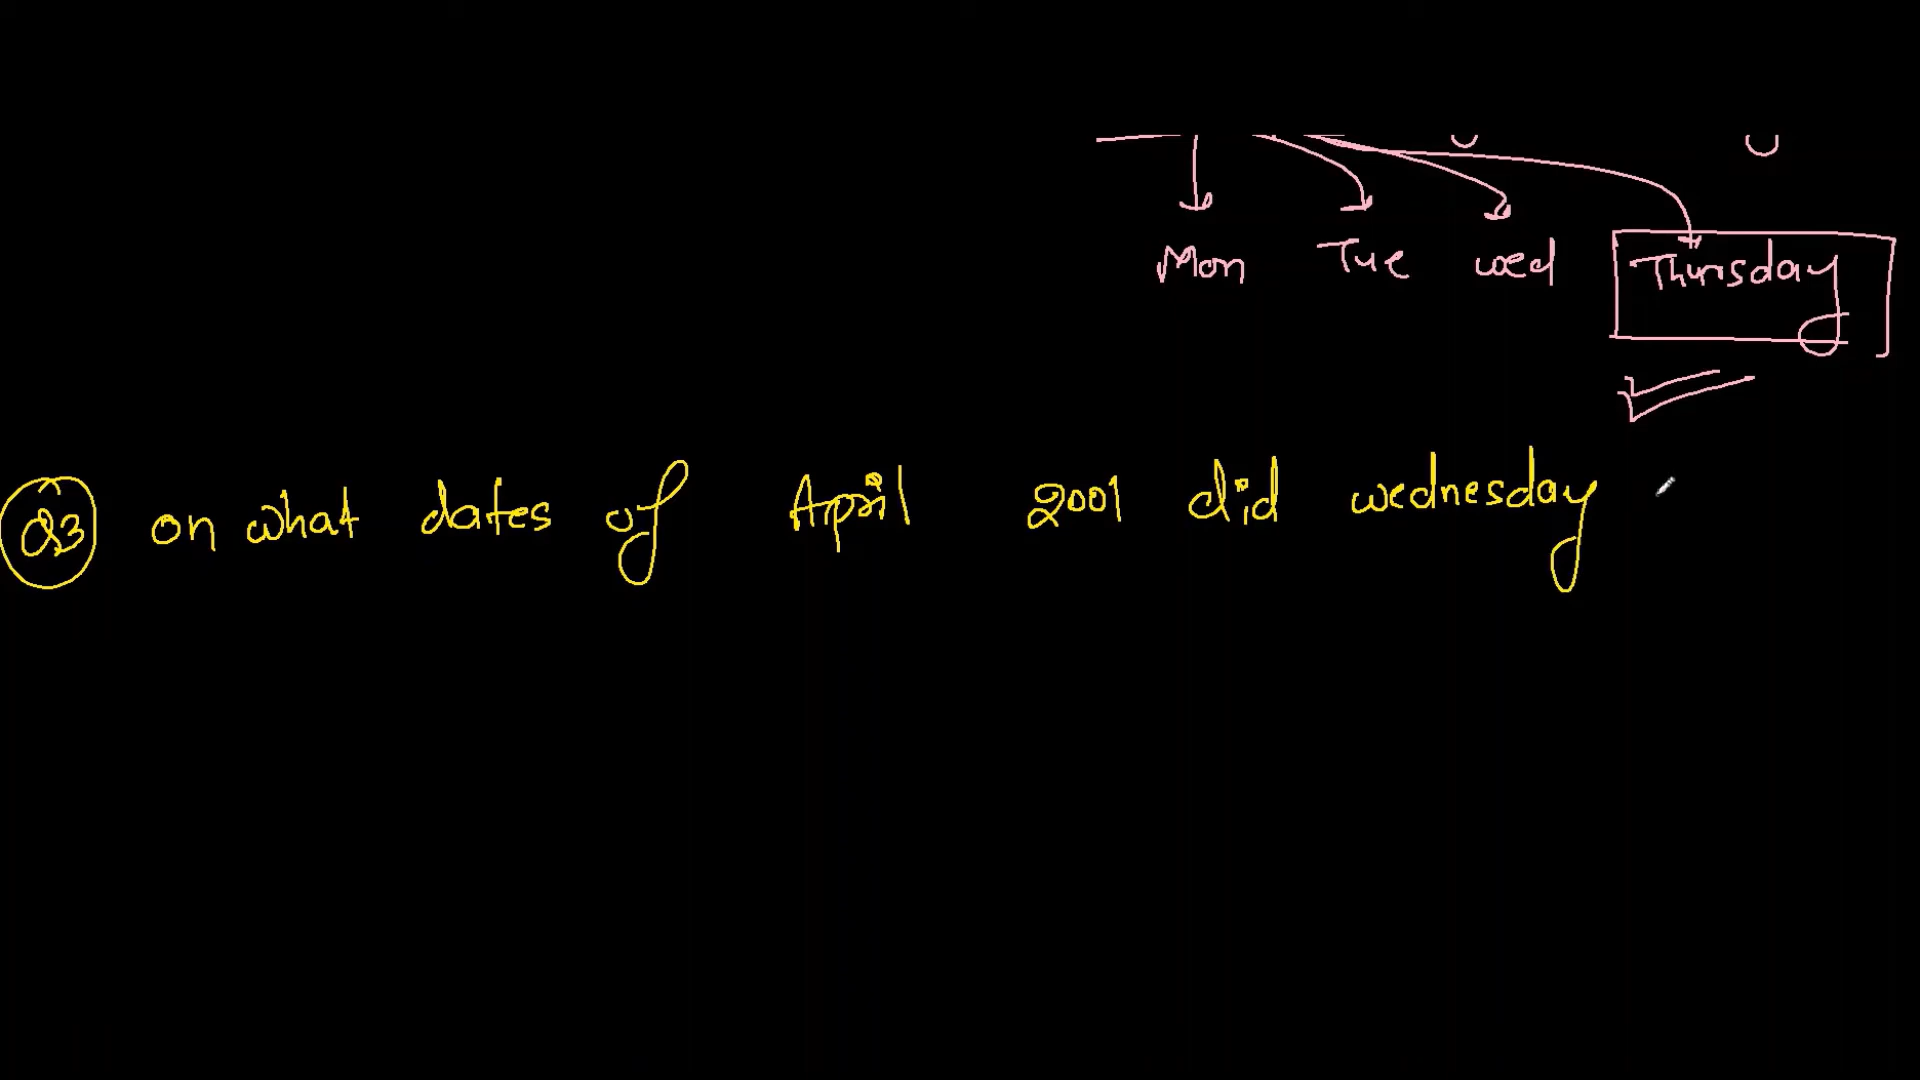 Mon Tue wed Thursday
Q3 on what dates of April 2001 did wednesday